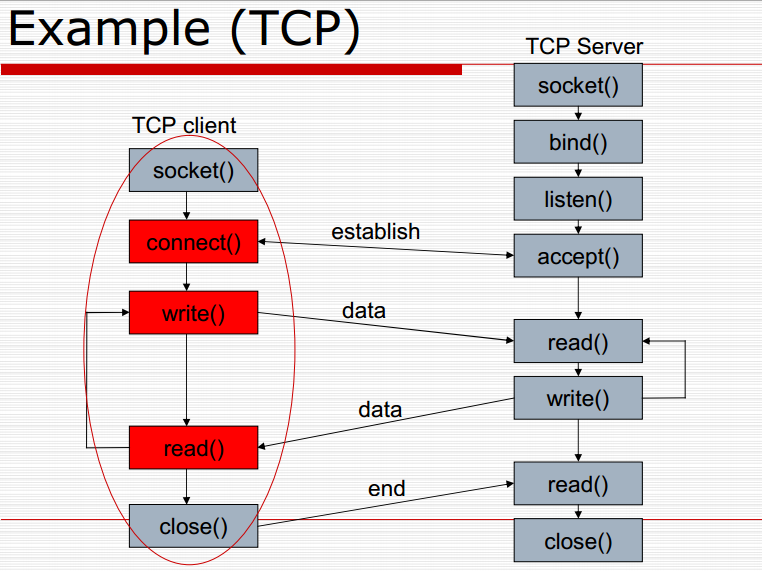 Example (TCP)
TCP client
socket()
connect()
write()
read()
close()
establish
data
data
end
TCP Server
socket()
bind()
listen()
accept()
read()
write()
read()
close()